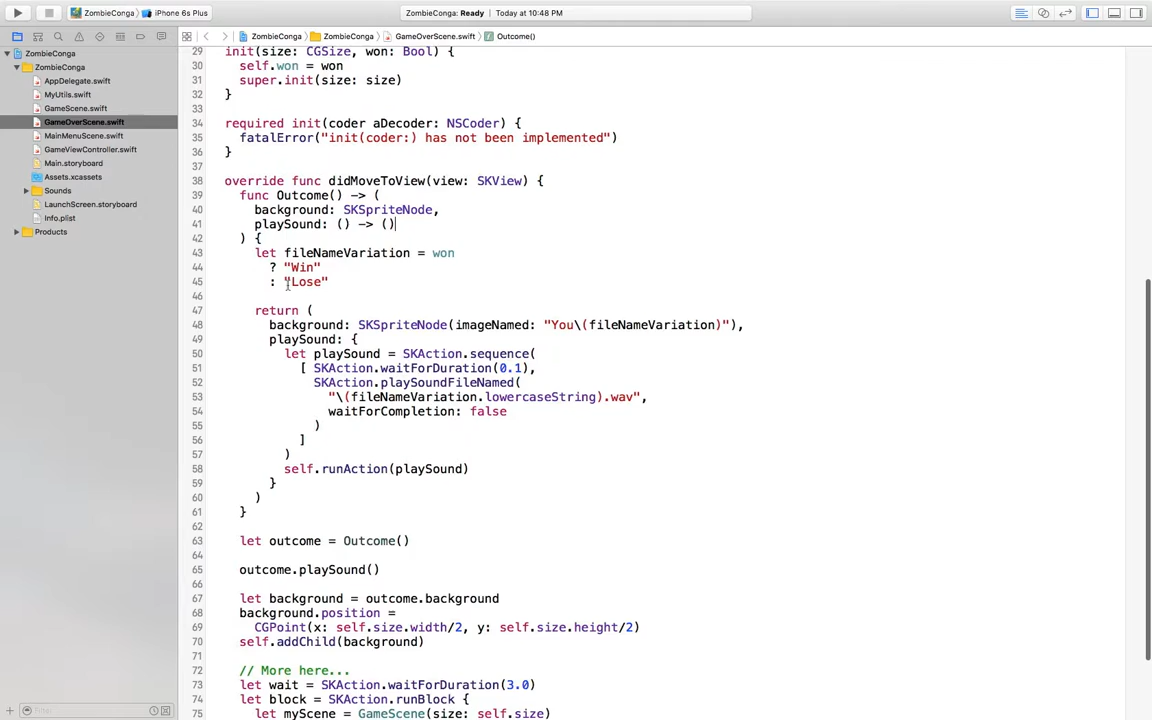 ZombieConga
iPhone 6s Plus
ZombieConga: Ready
Today at 10:48 PM
ZombieConga
ZombieConga
GameOverScene.swift
Outcome()
ZombieConga
ZombieConga
AppDelegate.swift
MyUtils.swift
GameScene.swift
GameOverScene.swift
MainMenuScene.swift
GameViewController.swift
Main.storyboard
Assets.xcassets
Sounds
LaunchScreen.storyboard
Info.plist
Products
29 init(size: CGSize, won: Bool) {
30 self.won = won
31 super.init(size: size)
32 }
33
34 required init(coder aDecoder: NSCoder) {
35 fatalError("init(coder:) has not been implemented")
36 }
37
38 override func didMoveToView(view: SKView) {
39 func Outcome() -> (
40 background: SKSpriteNode,
41 playSound: () -> ()
42 ) {
43 let fileNameVariation = won
44 ? "Win"
45 : "Lose"
46
47 return (
48 background: SKSpriteNode(imageNamed: "You\(fileNameVariation)"),
49 playSound: {
50 let playSound = SKAction.sequence(
51 [ SKAction.waitForDuration(0.1),
52 SKAction.playSoundFileNamed(
53 "\(fileNameVariation.lowercaseString).wav",
54 waitForCompletion: false
55 )
56 ]
57 )
58 self.runAction(playSound)
59 }
60 )
61 }
62
63 let outcome = Outcome()
64
65 outcome.playSound()
66
67 let background = outcome.background
68 background.position =
69 CGPoint(x: self.size.width/2, y: self.size.height/2)
70 self.addChild(background)
71
72 // More here...
73 let wait = SKAction.waitForDuration(3.0)
74 let block = SKAction.runBlock {
75 let myScene = GameScene(size: self.size)
Filter